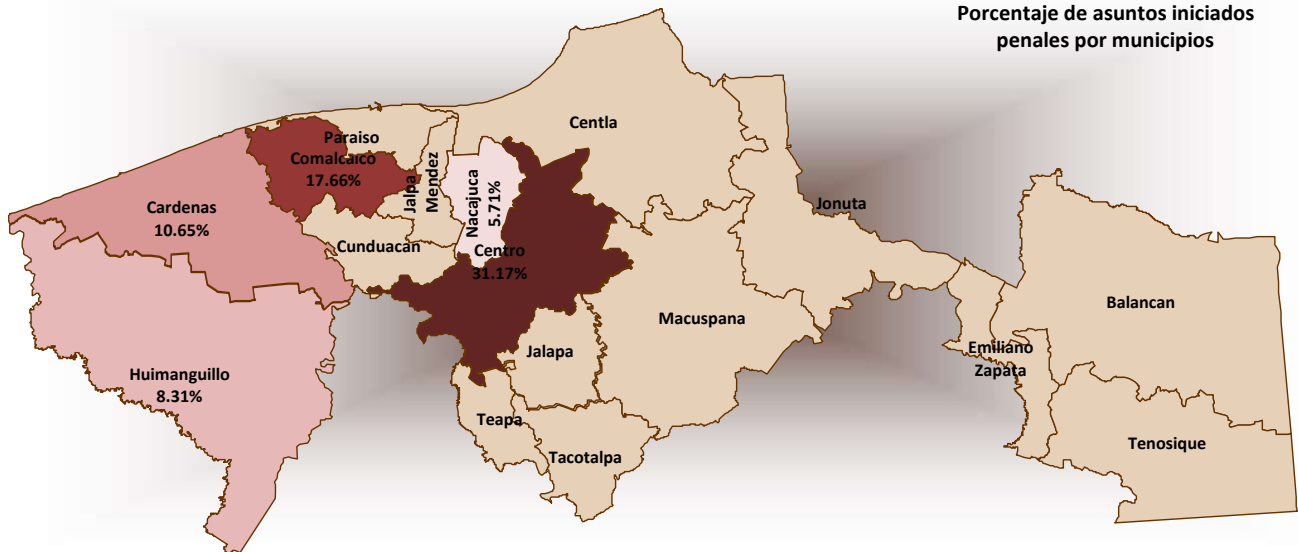 Porcentaje de asuntos iniciados
penales por municipios
Centla
Paraiso
Comalcalco
17.66%
Jalpa
Mendez
Nacajuca
5.71%
Jonuta
Cardenas
10.65%
Cunduacán
Centro
31.17%
Balancan
Macuspana
Emiliano
Zapata
Jalapa
Huimanguillo
8.31%
Teapa
Tenosique
Tacotalpa